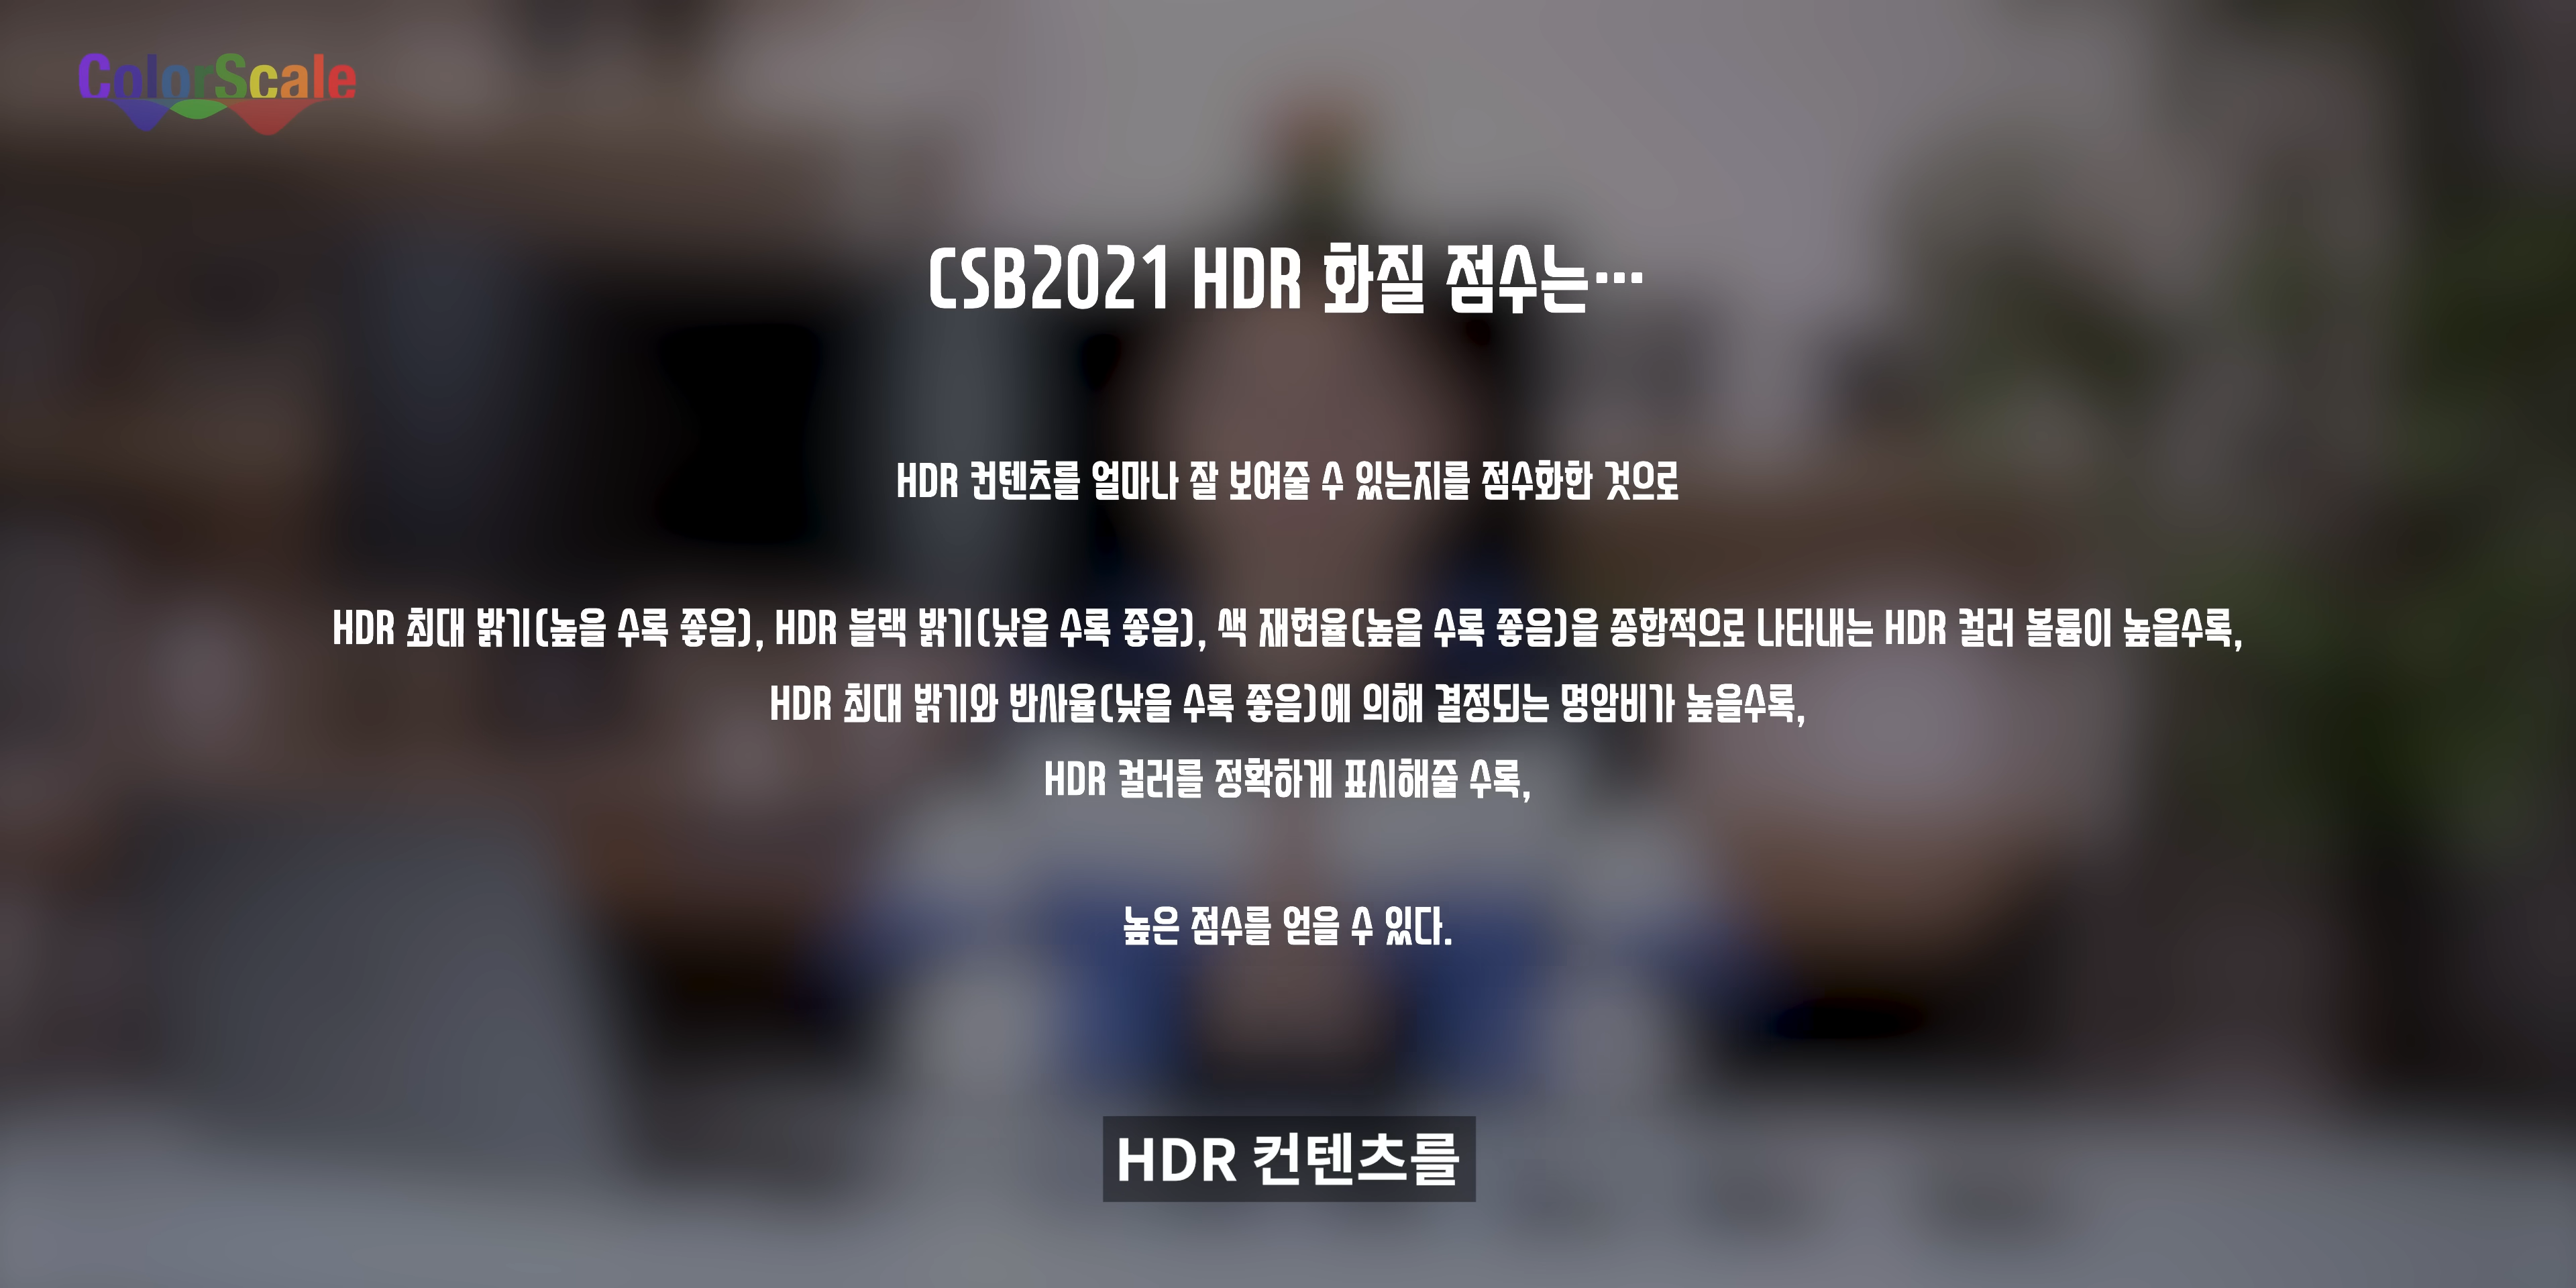 ColorScale
CSB2021 HDR 화질 점수는…
HDR 컨텐츠를 얼마나 잘 보여줄 수 있는지를 점수화한 것으로
HDR 최대 밝기(높을 수록 좋음), HDR 블랙 밝기(낮을 수록 좋음), 색 재현율(높을 수록 좋음)을 종합적으로 나타내는 HDR 컬러 볼륨이 높을수록,
HDR 최대 밝기와 반사율(낮을 수록 좋음)에 의해 결정되는 명암비가 높을수록,
HDR 컬러를 정확하게 표시해줄 수록,
높은 점수를 얻을 수 있다.
HDR 컨텐츠를